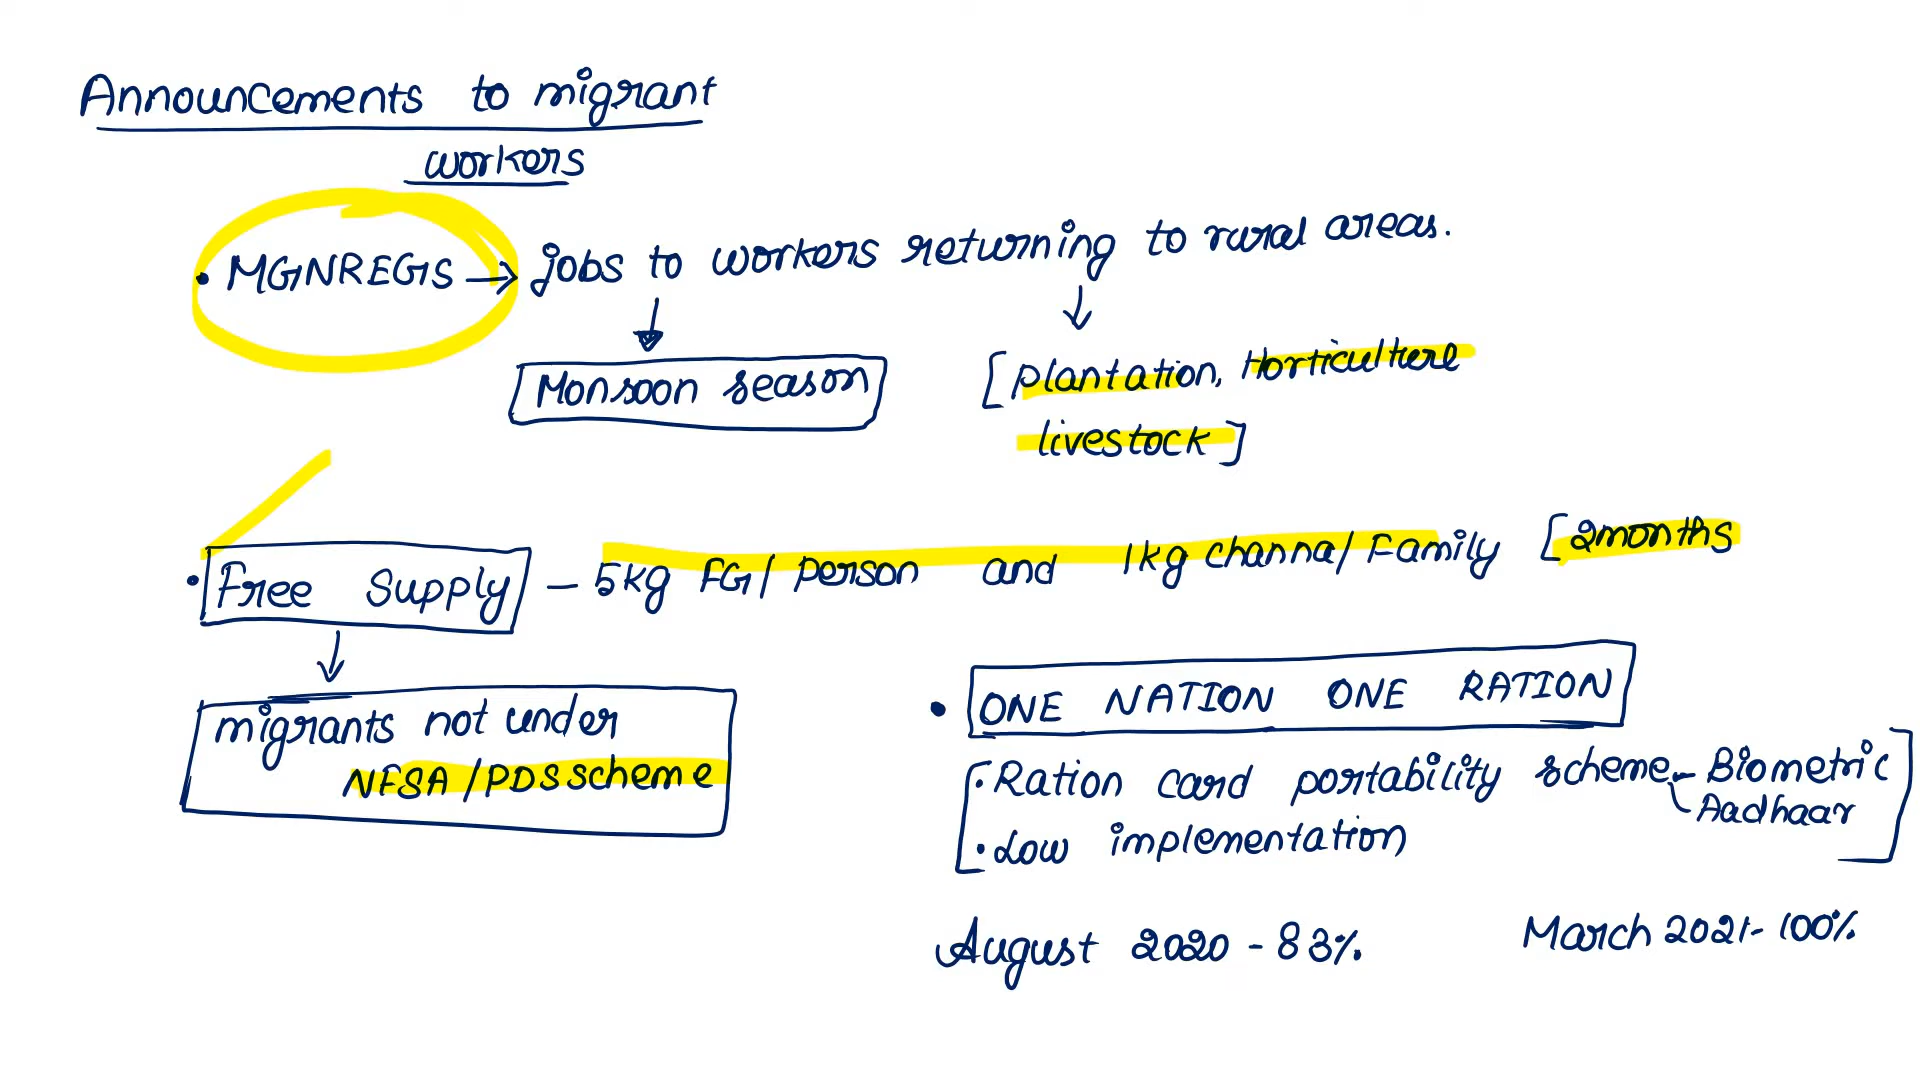 Announcements to migrant
workers
• MGNREGS → jobs to workers returning to rural areas.
Monsoon season
[plantation, Horticulture
livestock]
• Free Supply – 5kg FG/ person and 1kg channa/ Family [2months
migrants not under
NFSA /PDS scheme
• ONE NATION ONE RATION
• Ration card portability scheme – Biometric
Aadhaar
• Low implementation
August 2020 - 83%
March 2021 - 100%